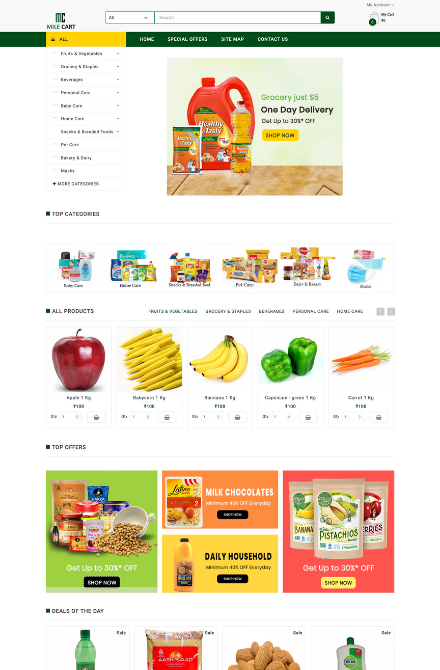 My Account
MC
MILE CART
All
Search
My Cart
₹0
0
ALL
HOME
SPECIAL OFFERS
SITE MAP
CONTACT US
Fruits & Vegetables
Grocery & Staples
Beverages
Personal Care
Baby Care
Home Care
Snacks & Branded Foods
Pet Care
Bakery & Dairy
Masks
+ MORE CATEGORIES
Grocery just $5
One Day Delivery
Get Up to 30%* OFF
SHOP NOW
Healthy & Tasty
TOP CATEGORIES
Baby Care
Home Care
Snacks & Branded food
Pet Care
Dairy & Bakery
Masks
ALL PRODUCTS
FRUITS & VEGETABLES
GROCERY & STAPLES
BEVERAGES
PERSONAL CARE
HOME CARE
Apple 1 Kg
₹100
Qty
1
Babycorn 1 Kg
₹100
Qty
1
Bannana 1 Kg
₹100
Qty
1
Capsicum - green 1 Kg
₹100
Qty
1
Carrot 1 Kg
₹100
Qty
1
TOP OFFERS
Get Up to 30%* OFF
SHOP NOW
MILK CHOCOLATES
Minimum 40% OFF Everyday
SHOP NOW
DAILY HOUSEHOLD
Minimum 40% OFF Everyday
SHOP NOW
BANANA
PISTACHIOS
Get Up to 30%* OFF
SHOP NOW
DEALS OF THE DAY
Sale
Sale
Sale
Sale